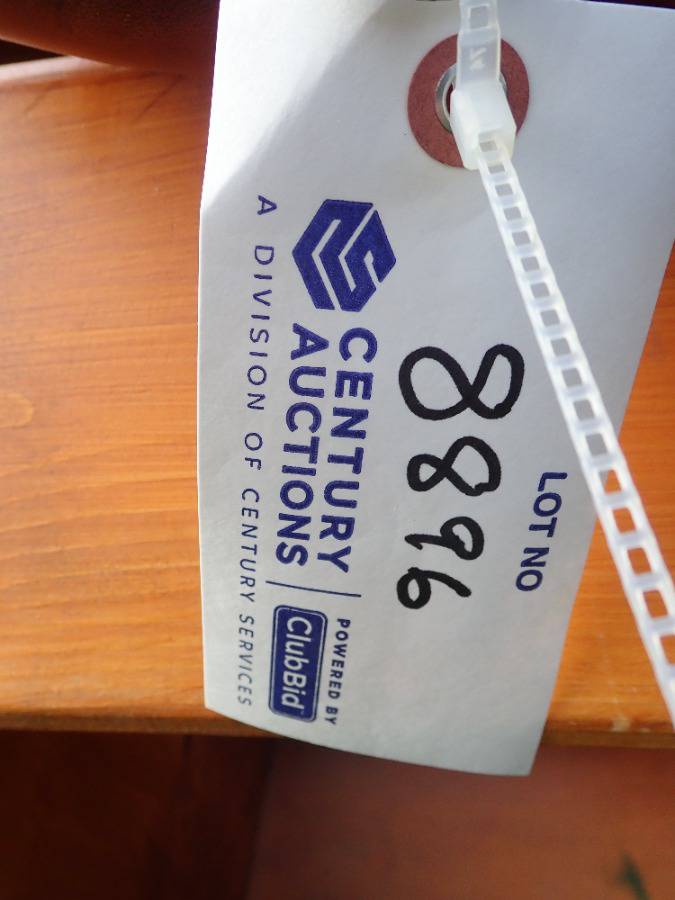 LOT NO
8896
CENTURY
AUCTIONS
POWERED BY
ClubBid
A DIVISION OF CENTURY SERVICES